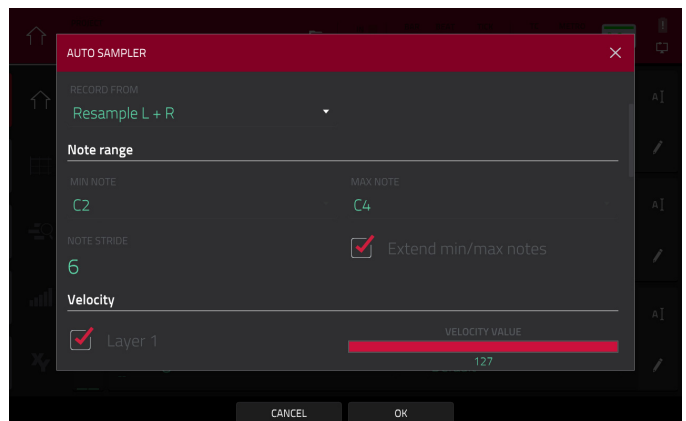 AUTO SAMPLER
RECORD FROM
Resample L + R
Note range
MIN NOTE
MAX NOTE
C2
C4
NOTE STRIDE
6
Extend min/max notes
Velocity
Layer 1
VELOCITY VALUE
127
CANCEL
OK